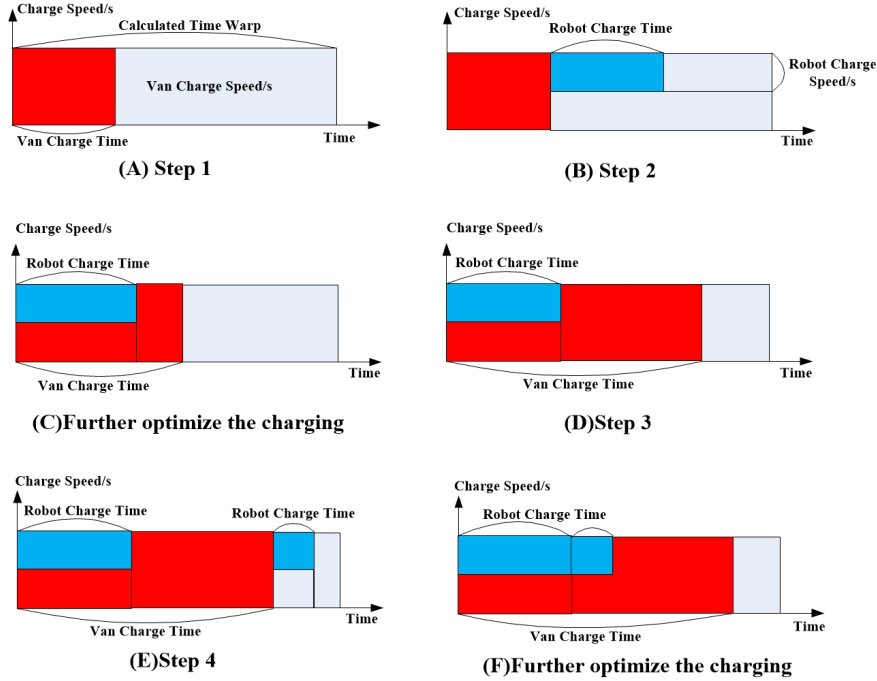 Charge Speed/s
Calculated Time Warp
Van Charge Speed/s
Van Charge Time
Time
(A) Step 1
Charge Speed/s
Robot Charge Time
Robot Charge
Speed/s
Time
(B) Step 2
Charge Speed/s
Robot Charge Time
Time
Van Charge Time
(C)Further optimize the charging
Charge Speed/s
Robot Charge Time
Time
Van Charge Time
(D)Step 3
Charge Speed/s
Robot Charge Time
Robot Charge Time
Time
Van Charge Time
(E)Step 4
Charge Speed/s
Robot Charge Time
Time
Van Charge Time
(F)Further optimize the charging